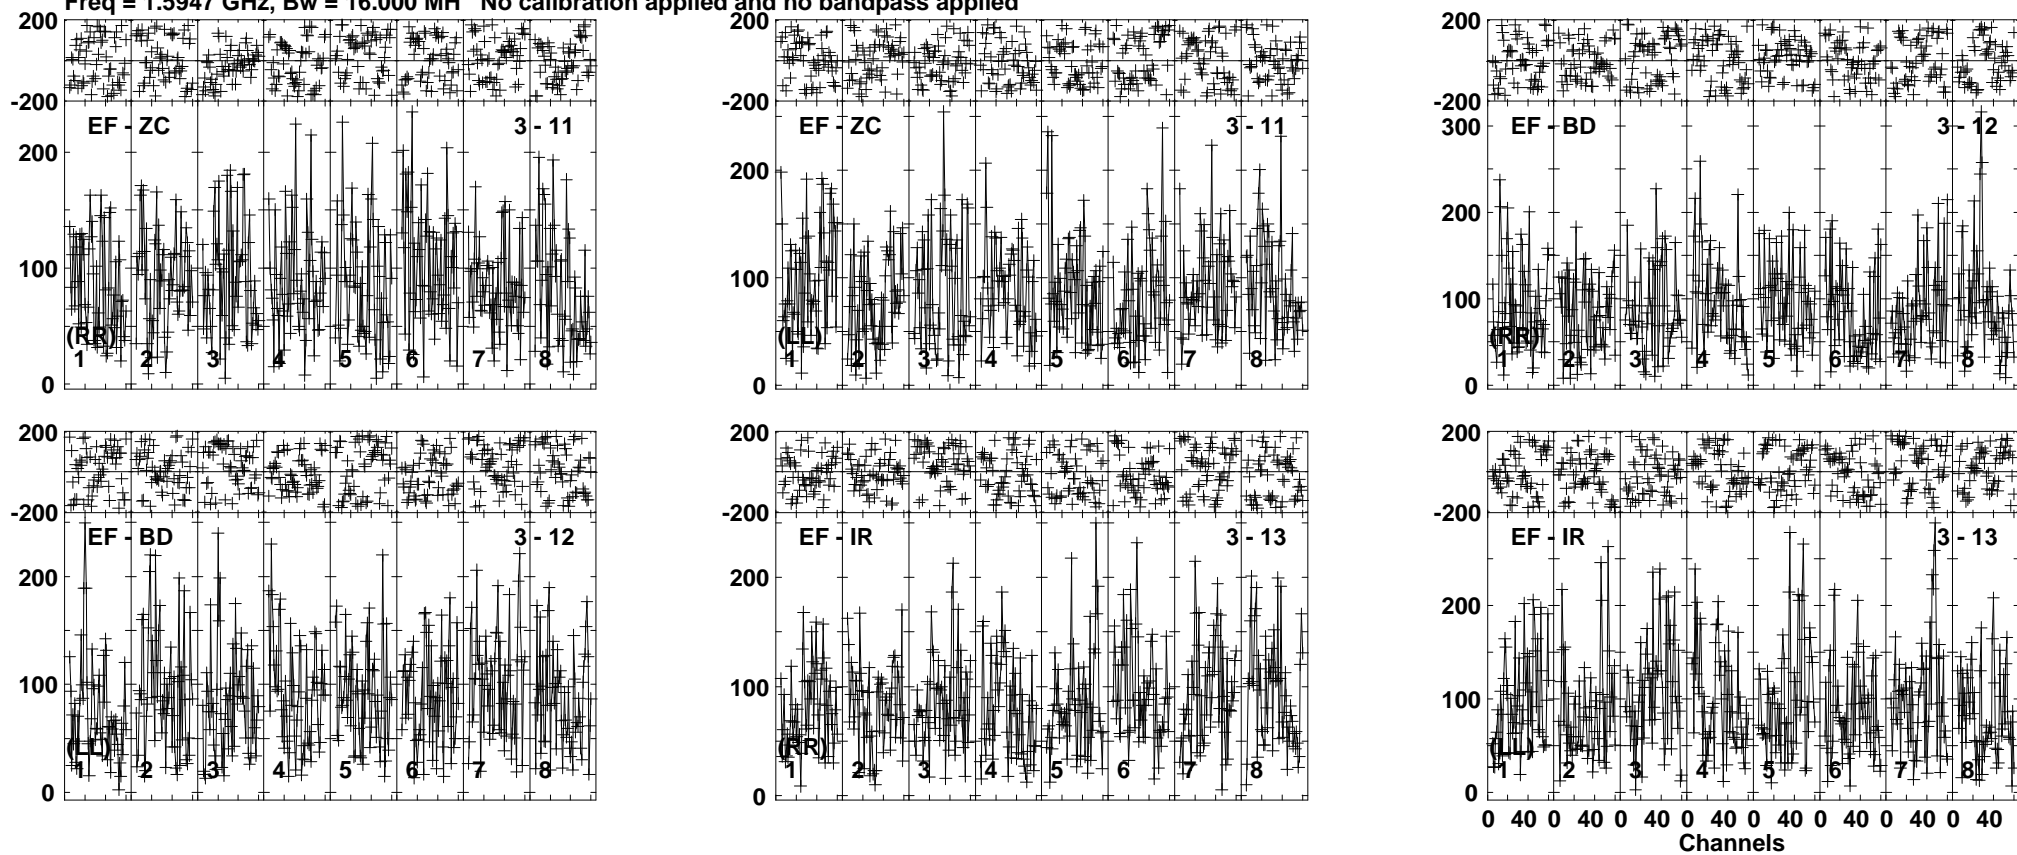 Freq = 1.5947 GHz, Bw = 16.000 MH No calibration applied and no bandpass applied
200
-200
EF - ZC 3 - 11
200
100
(RR)
1 2 3 4 5 6 7 8
0
200
-200
EF - ZC 3 - 11
200
100
(LL)
1 2 3 4 5 6 7 8
0
200
-200
300
EF - BD 3 - 12
200
100
(RR)
1 2 3 4 5 6 7 8
0
200
-200
EF - BD 3 - 12
200
100
(LL)
1 2 3 4 5 6 7 8
0
200
-200
EF - IR 3 - 13
200
100
(RR)
1 2 3 4 5 6 7 8
0
200
-200
EF - IR 3 - 13
200
100
(LL)
1 2 3 4 5 6 7 8
0
0 40 0 40 0 40 0 40 0 40 0 40 0 40 0 40
Channels